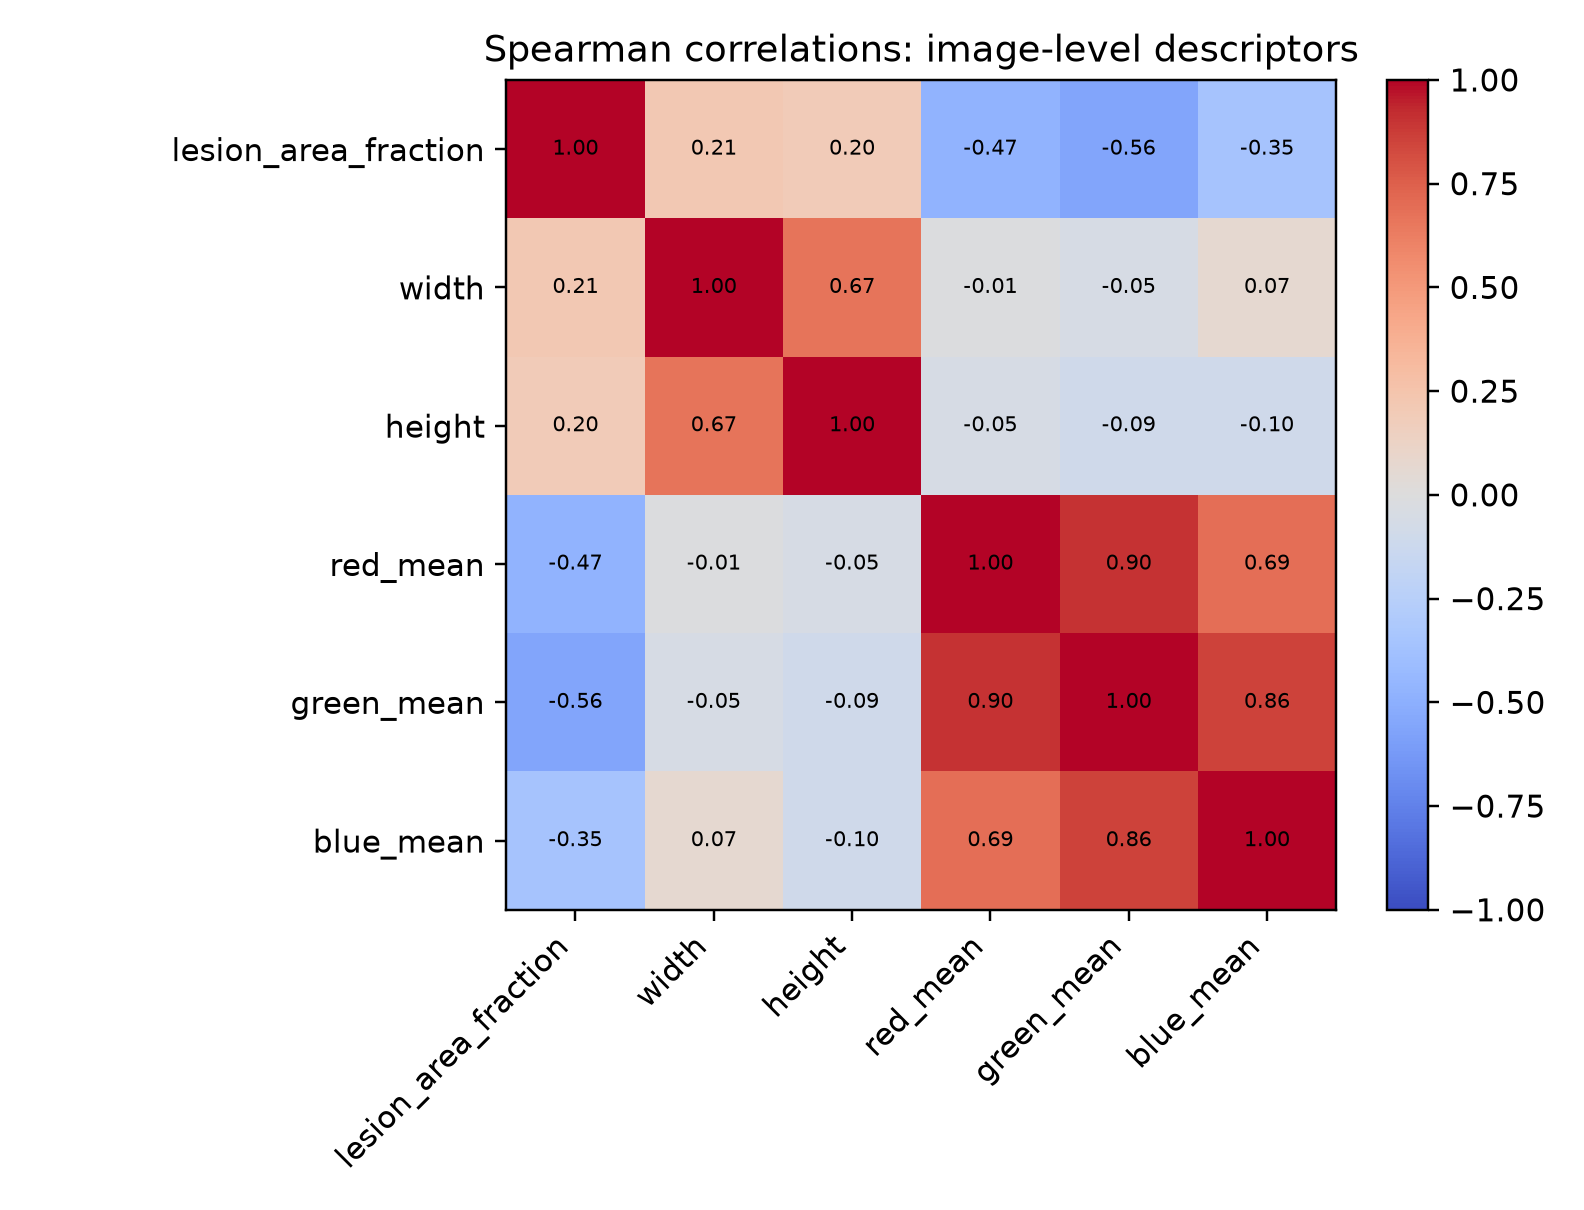 Spearman correlations: image-level descriptors
lesion_area_fraction 1.00 0.21 0.20 -0.47 -0.56 -0.35
width 0.21 1.00 0.67 -0.01 -0.05 0.07
height 0.20 0.67 1.00 -0.05 -0.09 -0.10
red_mean -0.47 -0.01 -0.05 1.00 0.90 0.69
green_mean -0.56 -0.05 -0.09 0.90 1.00 0.86
blue_mean -0.35 0.07 -0.10 0.69 0.86 1.00
lesion_area_fraction
width
height
red_mean
green_mean
blue_mean
1.00
0.75
0.50
0.25
0.00
−0.25
−0.50
−0.75
−1.00